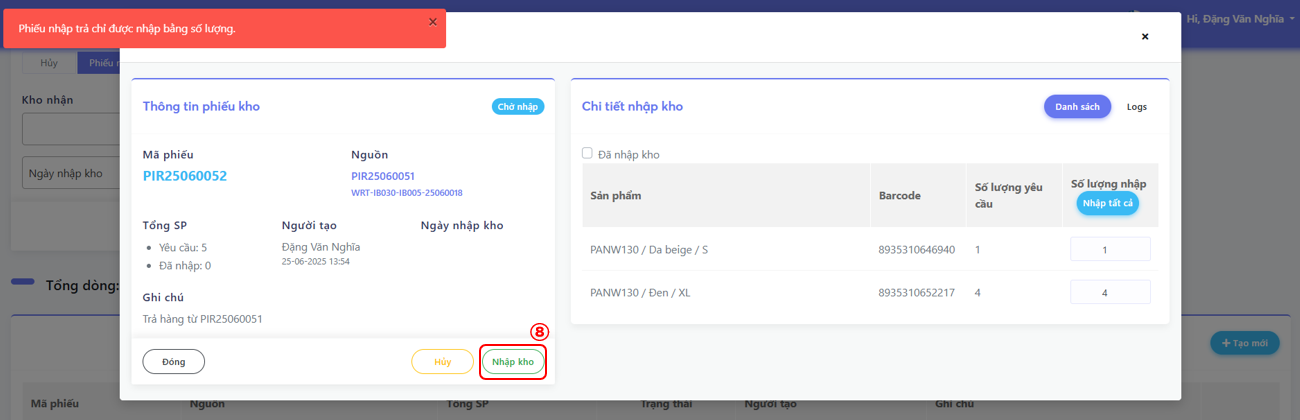 Phiếu nhập trả chỉ được nhập bằng số lượng.
×
Hi, Đặng Văn Nghĩa
×
Hủy
Phiếu n
Kho nhận
Ngày nhập kho
Tổng dòng:
Thông tin phiếu kho
Chờ nhập
Mã phiếu
PIR25060052
Nguồn
PIR25060051
WRT-IB030-IB005-25060018
Tổng SP
Yêu cầu: 5
Đã nhập: 0
Người tạo
Đặng Văn Nghĩa
25-06-2025 13:54
Ngày nhập kho
Ghi chú
Trả hàng từ PIR25060051
⑧
Đóng
Hủy
Nhập kho
Chi tiết nhập kho
Danh sách
Logs
Đã nhập kho
Sản phẩm
Barcode
Số lượng yêu cầu
Số lượng nhập
Nhập tất cả
PANW130 / Da beige / S
8935310646940
1
1
PANW130 / Đen / XL
8935310652217
4
4
+ Tạo mới
Mã phiếu
Nguồn
Tổng SP
Trạng thái
Người tạo
Ghi chú